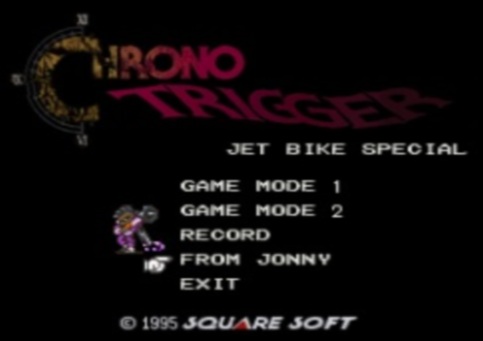 CHRONO
TRIGGER
JET BIKE SPECIAL
GAME MODE 1
GAME MODE 2
RECORD
FROM JONNY
EXIT
© 1995 SQUARE SOFT